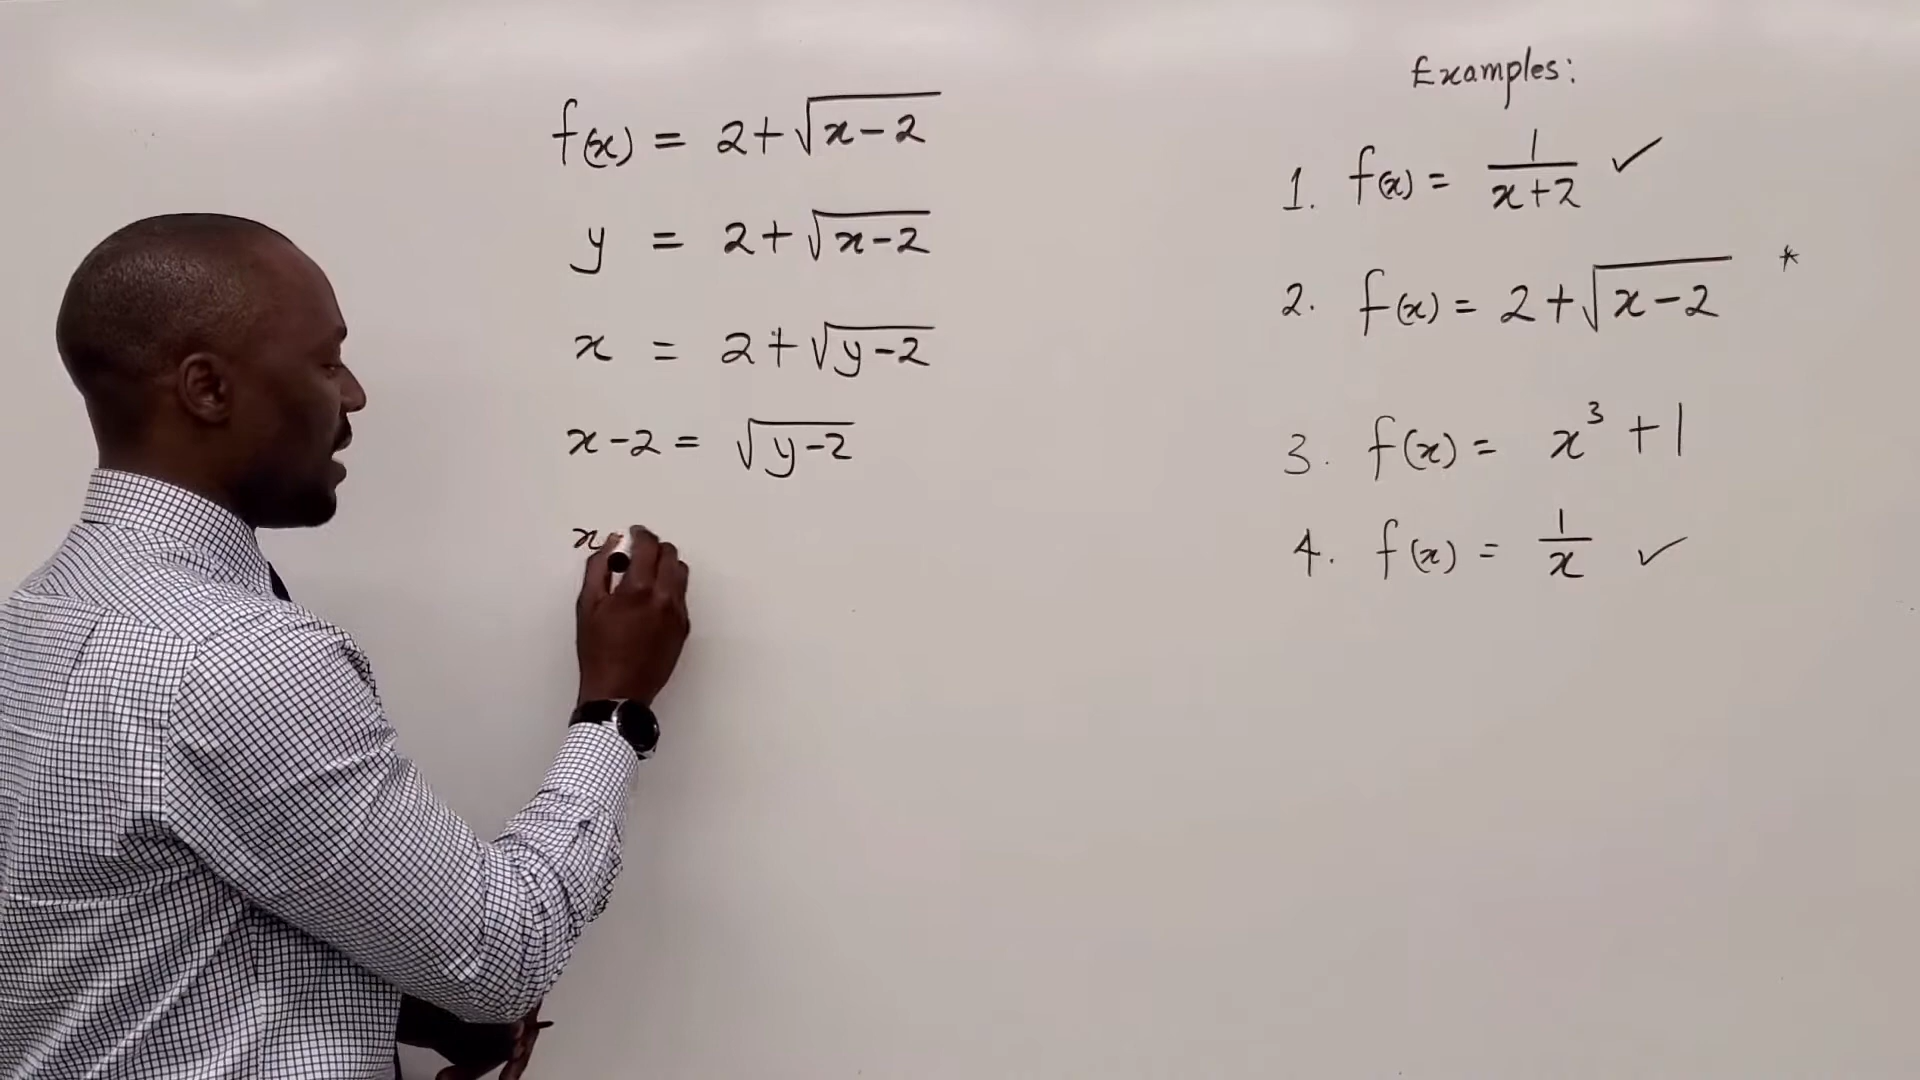 f(x) = 2+√(x-2)
y = 2+√(x-2)
x = 2+√(y-2)
x-2 = √(y-2)
x
Examples:
1. f(x) = 1/(x+2) ✓
2. f(x) = 2+√(x-2) *
3. f(x) = x³ +1
4. f(x) = 1/x ✓